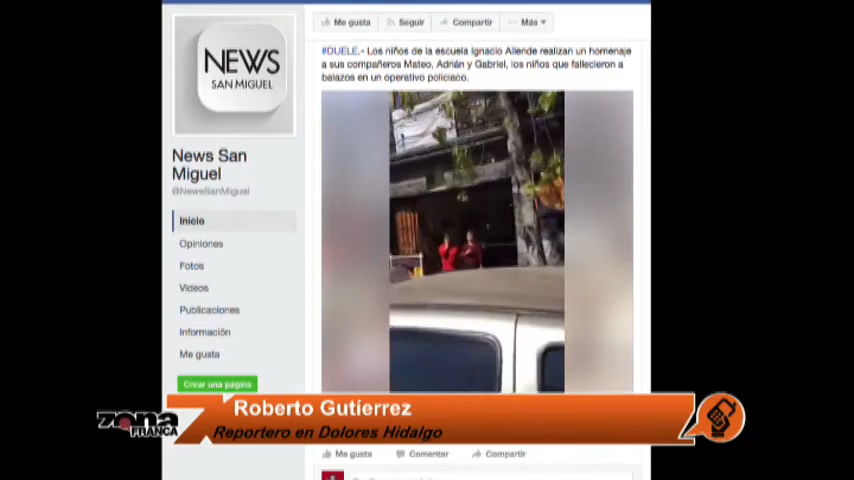 Me gusta Seguir Compartir Más
NEWS
SAN MIGUEL
#DUELE.- Los niños de la escuela Ignacio Allende realizan un homenaje
a sus compañeros Mateo, Adrián y Gabriel, los niños que fallecieron a
balazos en un operativo policiaco.
News San
Miguel
@NewsSanMiguel
Inicio
Opiniones
Fotos
Videos
Publicaciones
Información
Me gusta
Crear una página
Roberto Gutíerrez
Reportero en Dolores Hidalgo
zona
FRANCA
Me gusta Comentar Compartir